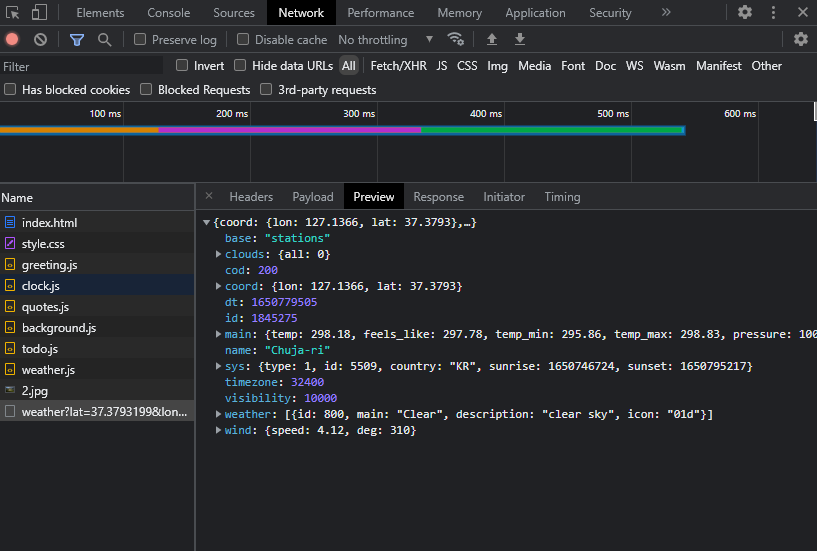 Elements Console Sources Network Performance Memory Application Security »
Preserve log Disable cache No throttling
Filter Invert Hide data URLs All Fetch/XHR JS CSS Img Media Font Doc WS Wasm Manifest Other
Has blocked cookies Blocked Requests 3rd-party requests
100 ms 200 ms 300 ms 400 ms 500 ms 600 ms
Name
index.html
style.css
greeting.js
clock.js
quotes.js
background.js
todo.js
weather.js
2.jpg
weather?lat=37.3793199&lon...
× Headers Payload Preview Response Initiator Timing
{coord: {lon: 127.1366, lat: 37.3793},…}
base: "stations"
clouds: {all: 0}
cod: 200
coord: {lon: 127.1366, lat: 37.3793}
dt: 1650779505
id: 1845275
main: {temp: 298.18, feels_like: 297.78, temp_min: 295.86, temp_max: 298.83, pressure: 100
name: "Chuja-ri"
sys: {type: 1, id: 5509, country: "KR", sunrise: 1650746724, sunset: 1650795217}
timezone: 32400
visibility: 10000
weather: [{id: 800, main: "Clear", description: "clear sky", icon: "01d"}]
wind: {speed: 4.12, deg: 310}